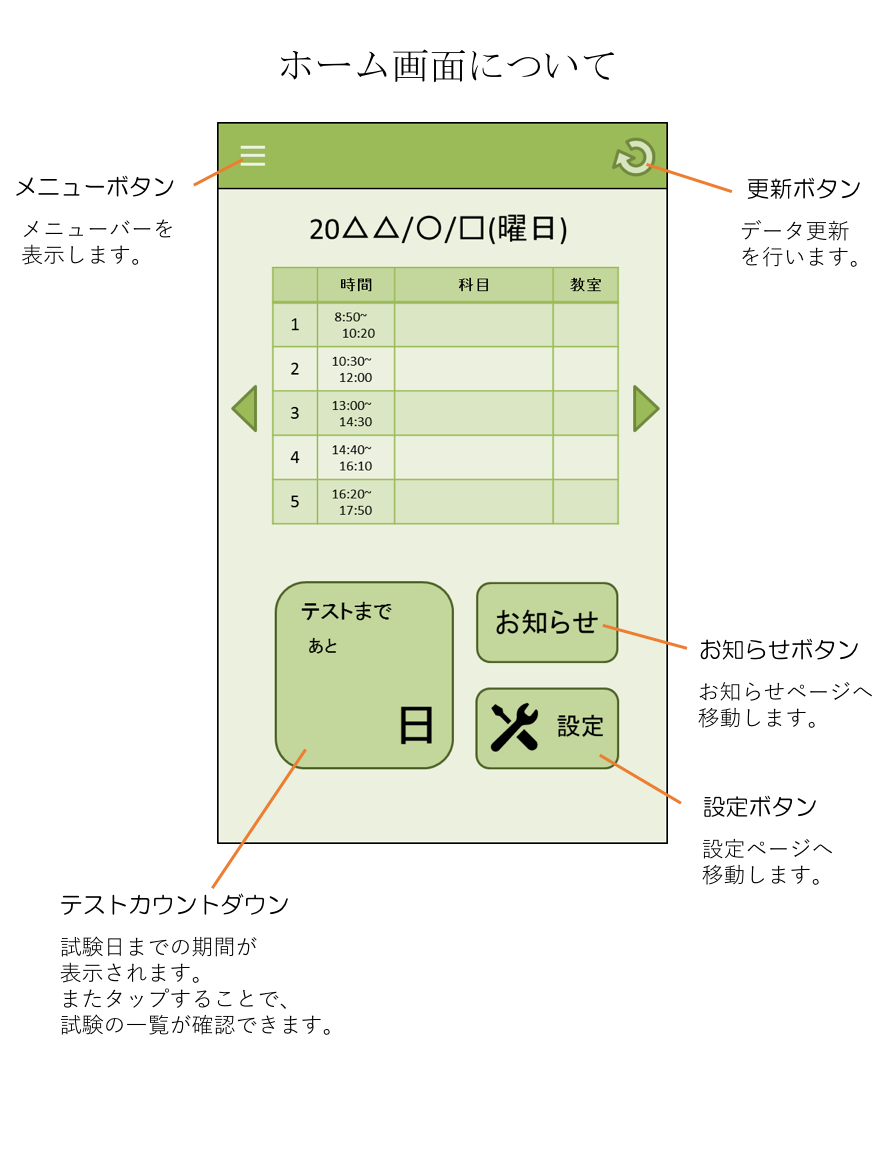 ホーム画面について
メニューボタン
メニューバーを
表示します。
更新ボタン
データ更新
を行います。
20△△/○/□(曜日)
時間 科目 教室
1 8:50~
10:20
2 10:30~
12:00
3 13:00~
14:30
4 14:40~
16:10
5 16:20~
17:50
テストまで
あと
日
お知らせ
設定
お知らせボタン
お知らせページへ
移動します。
設定ボタン
設定ページへ
移動します。
テストカウントダウン
試験日までの期間が
表示されます。
またタップすることで、
試験の一覧が確認できます。